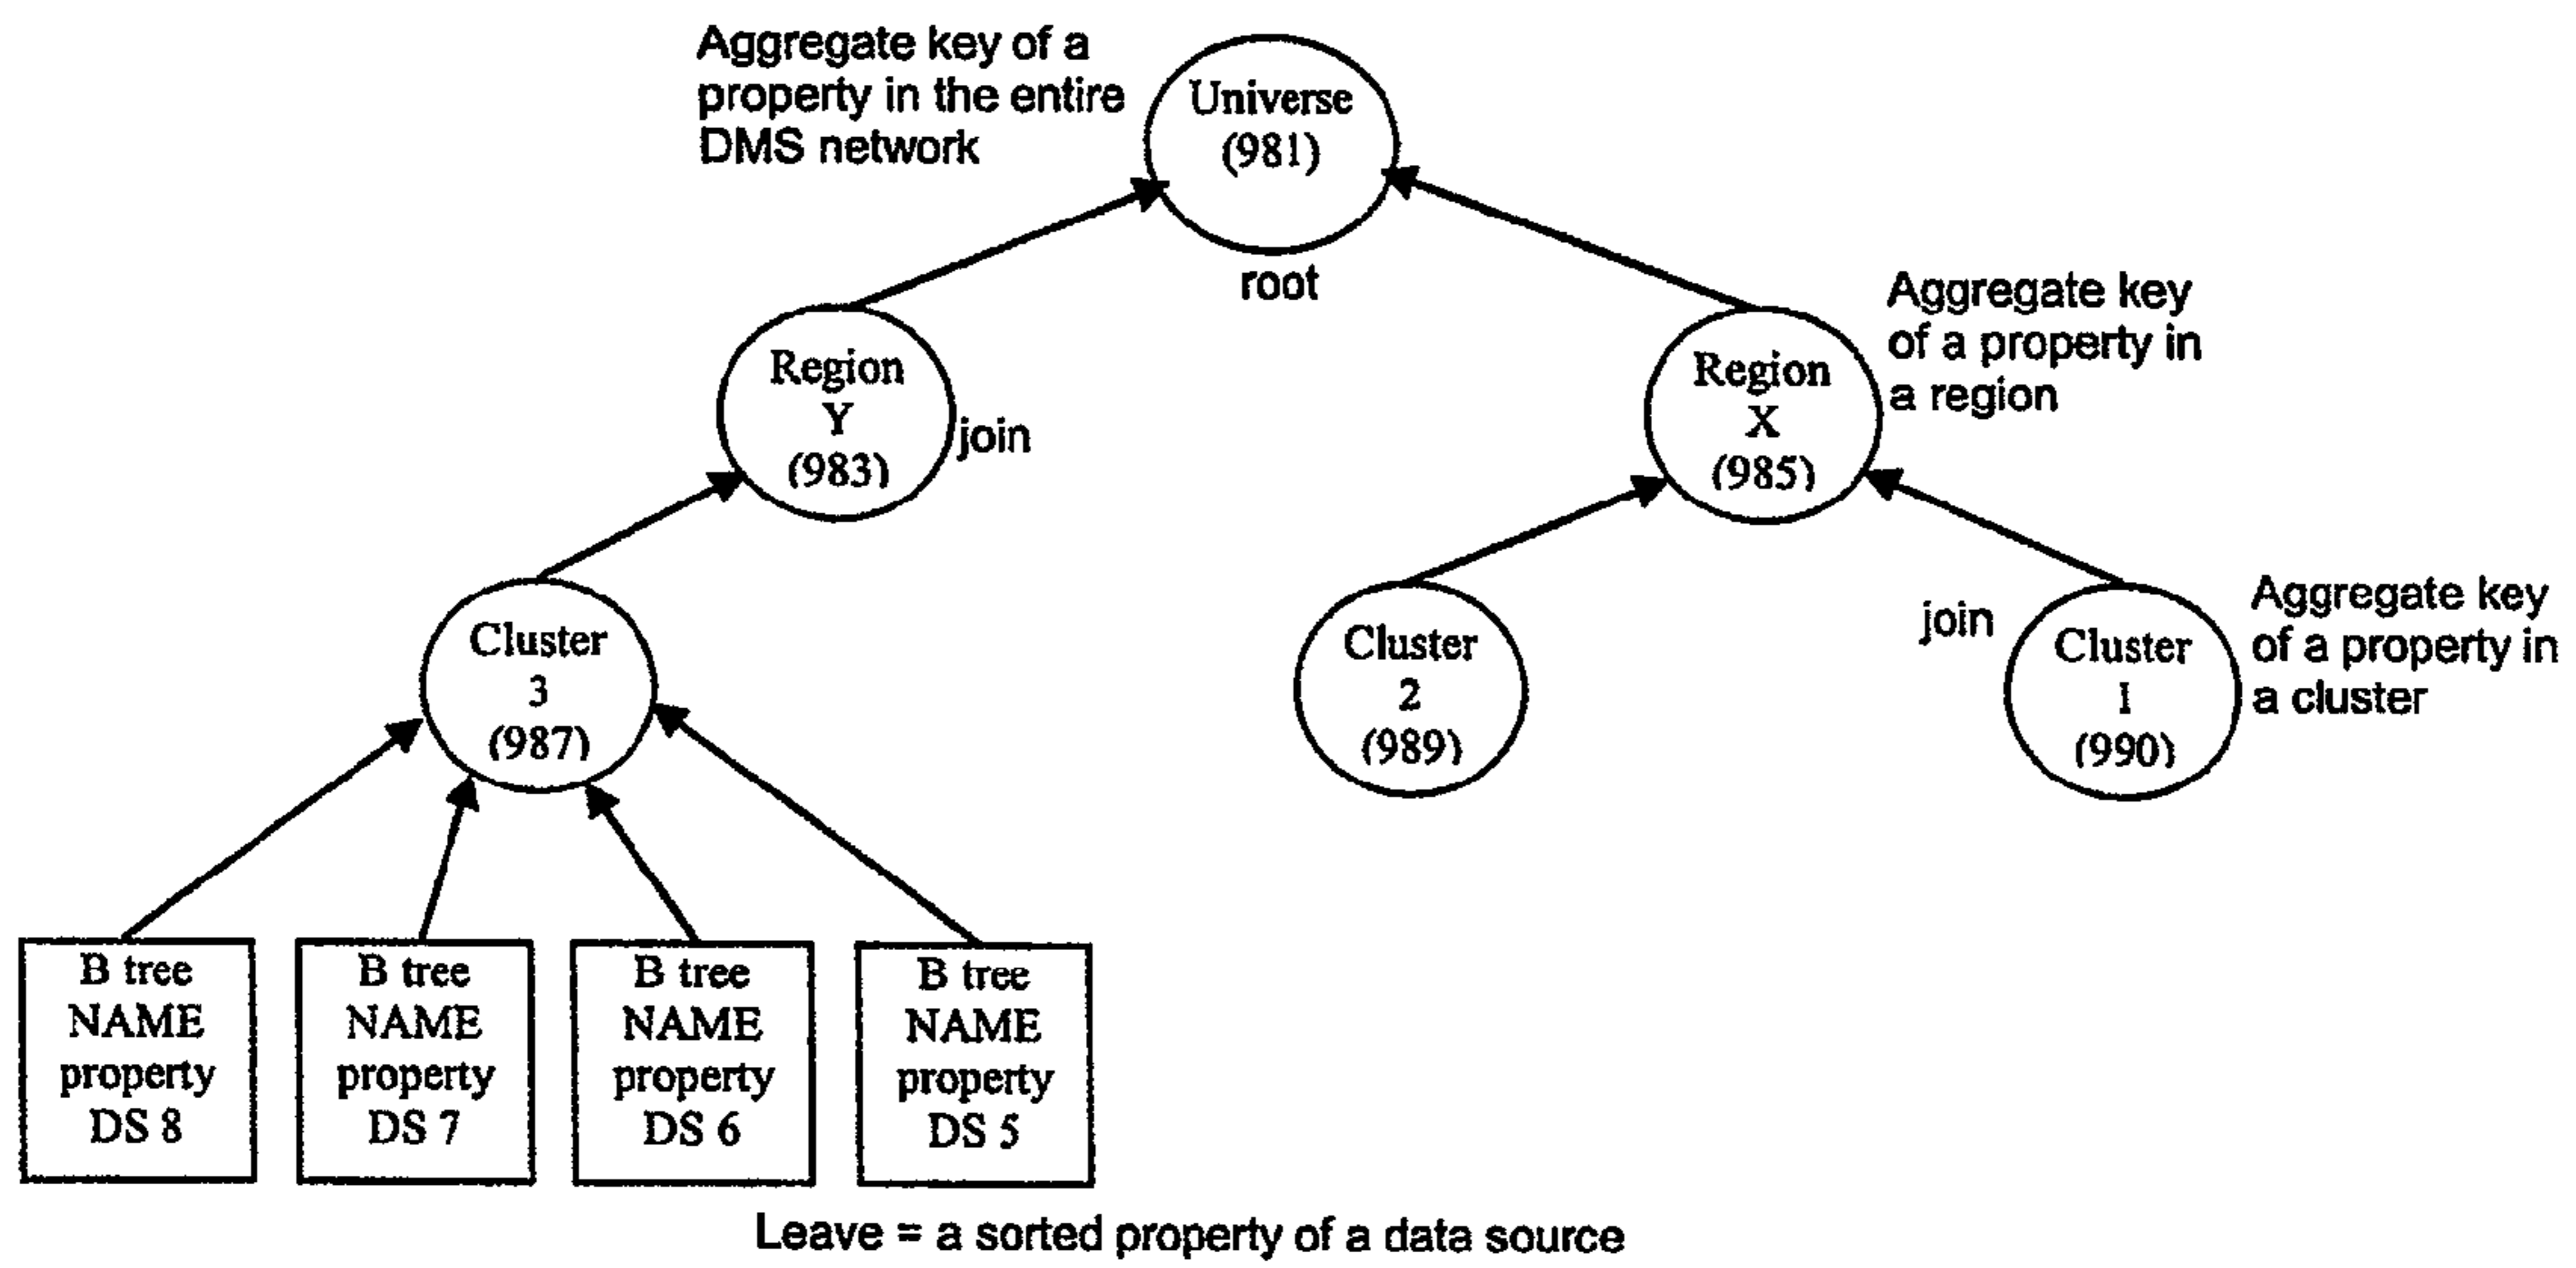 Aggregate key of a
property in the entire
DMS network
Universe
(981)
root
Region
Y
(983)
join
Region
X
(985)
Aggregate key
of a property in
a region
Cluster
3
(987)
Cluster
2
(989)
join
Cluster
1
(990)
Aggregate key
of a property in
a cluster
B tree
NAME
property
DS 8
B tree
NAME
property
DS 7
B tree
NAME
property
DS 6
B tree
NAME
property
DS 5
Leave = a sorted property of a data source